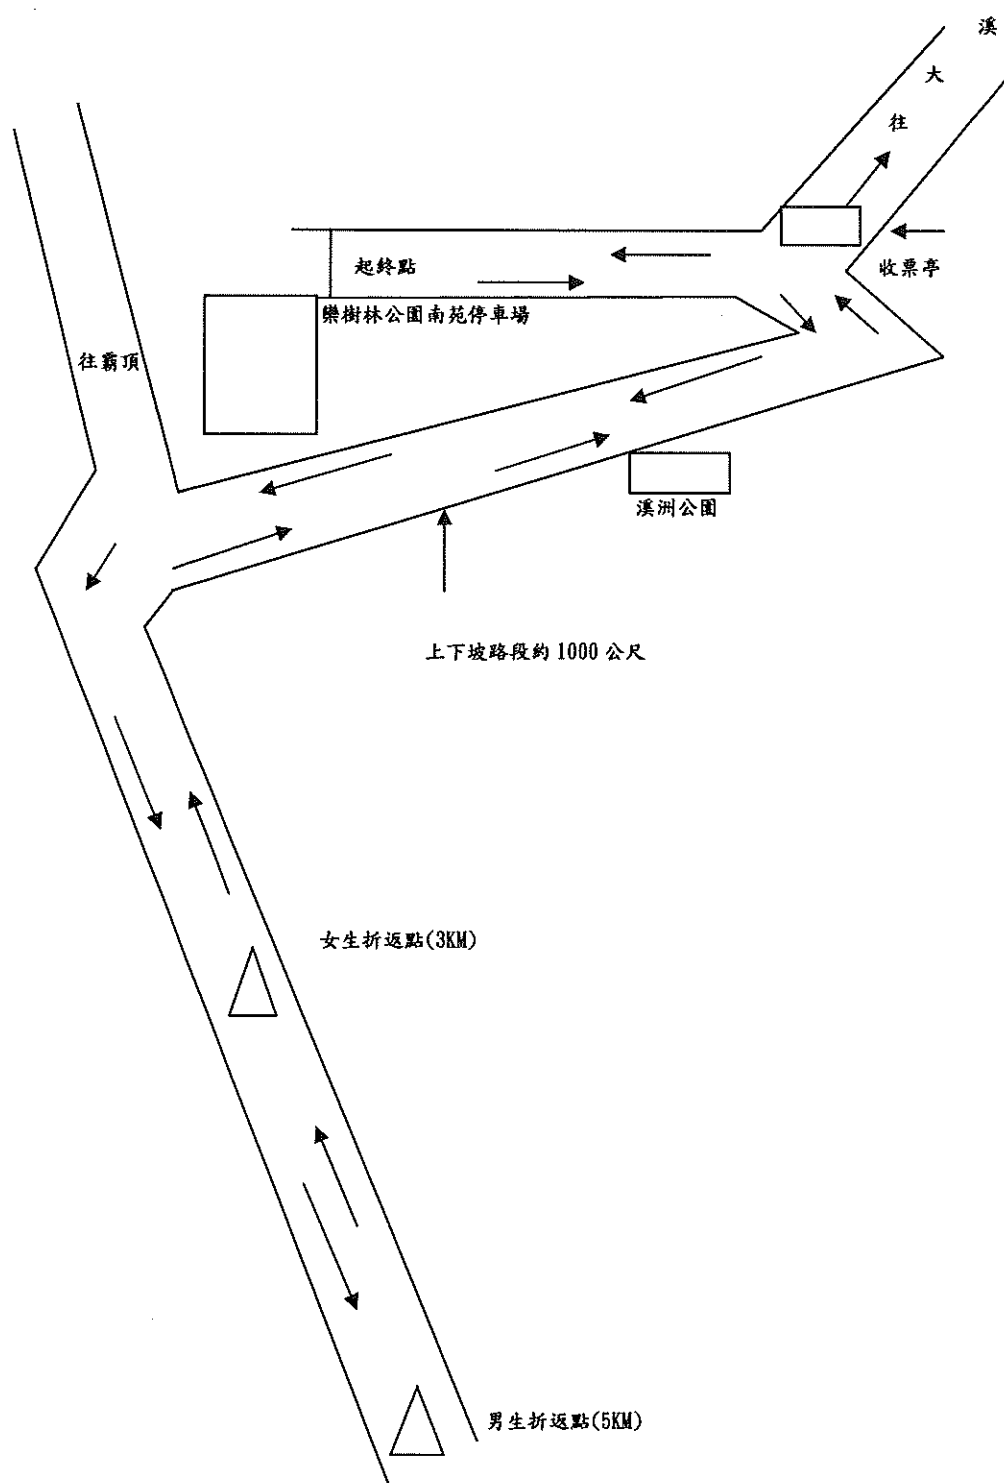 往大溪
收票亭
起終點
欒樹林公園南苑停車場
往霸頂
溪洲公園
上下坡路段約 1000 公尺
女生折返點(3KM)
男生折返點(5KM)